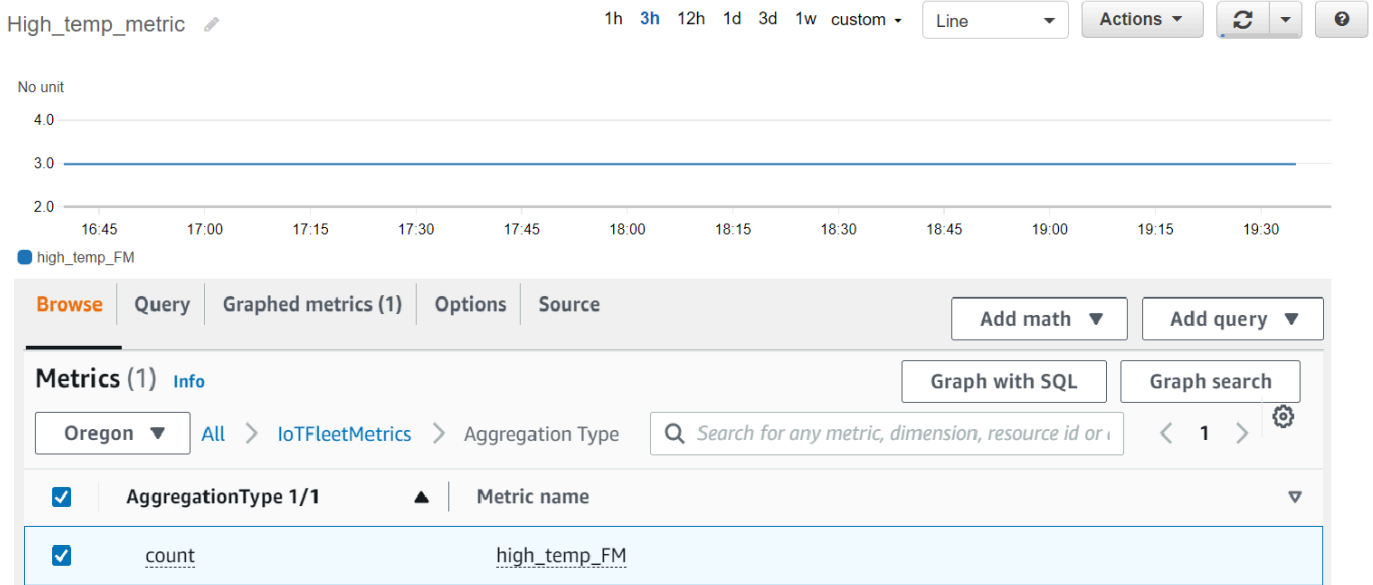 High_temp_metric
1h 3h 12h 1d 3d 1w custom Line Actions
No unit
4.0
3.0
2.0
16:45 17:00 17:15 17:30 17:45 18:00 18:15 18:30 18:45 19:00 19:15 19:30
high_temp_FM
Browse Query Graphed metrics (1) Options Source Add math Add query
Metrics (1) Info Graph with SQL Graph search
Oregon All IoTFleetMetrics Aggregation Type Search for any metric, dimension, resource id or 1
AggregationType 1/1 Metric name
count high_temp_FM